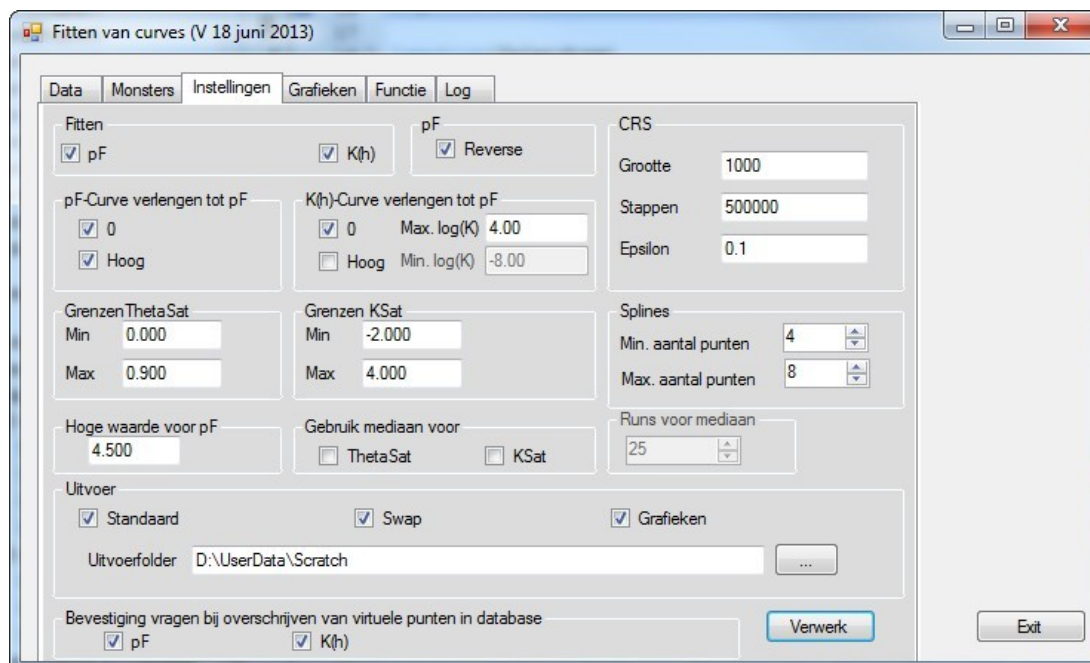 Fitten van curves (V 18 juni 2013)
Data Monsters Instellingen Grafieken Functie Log
Fitten
pF K(h)
pF
Reverse
CRS
Grootte 1000
Stappen 500000
Epsilon 0.1
pF-Curve verlengen tot pF
0
Hoog
K(h)-Curve verlengen tot pF
0 Max. log(K) 4.00
Hoog Min. log(K) -8.00
Grenzen ThetaSat
Min 0.000
Max 0.900
Grenzen KSat
Min -2.000
Max 4.000
Splines
Min. aantal punten 4
Max. aantal punten 8
Hoge waarde voor pF
4.500
Gebruik mediaan voor
ThetaSat KSat
Runs voor mediaan
25
Uitvoer
Standaard Swap Grafieken
Uitvoerfolder D:\UserData\Scratch ...
Bevestiging vragen bij overschrijven van virtuele punten in database
pF K(h)
Verwerk
Exit